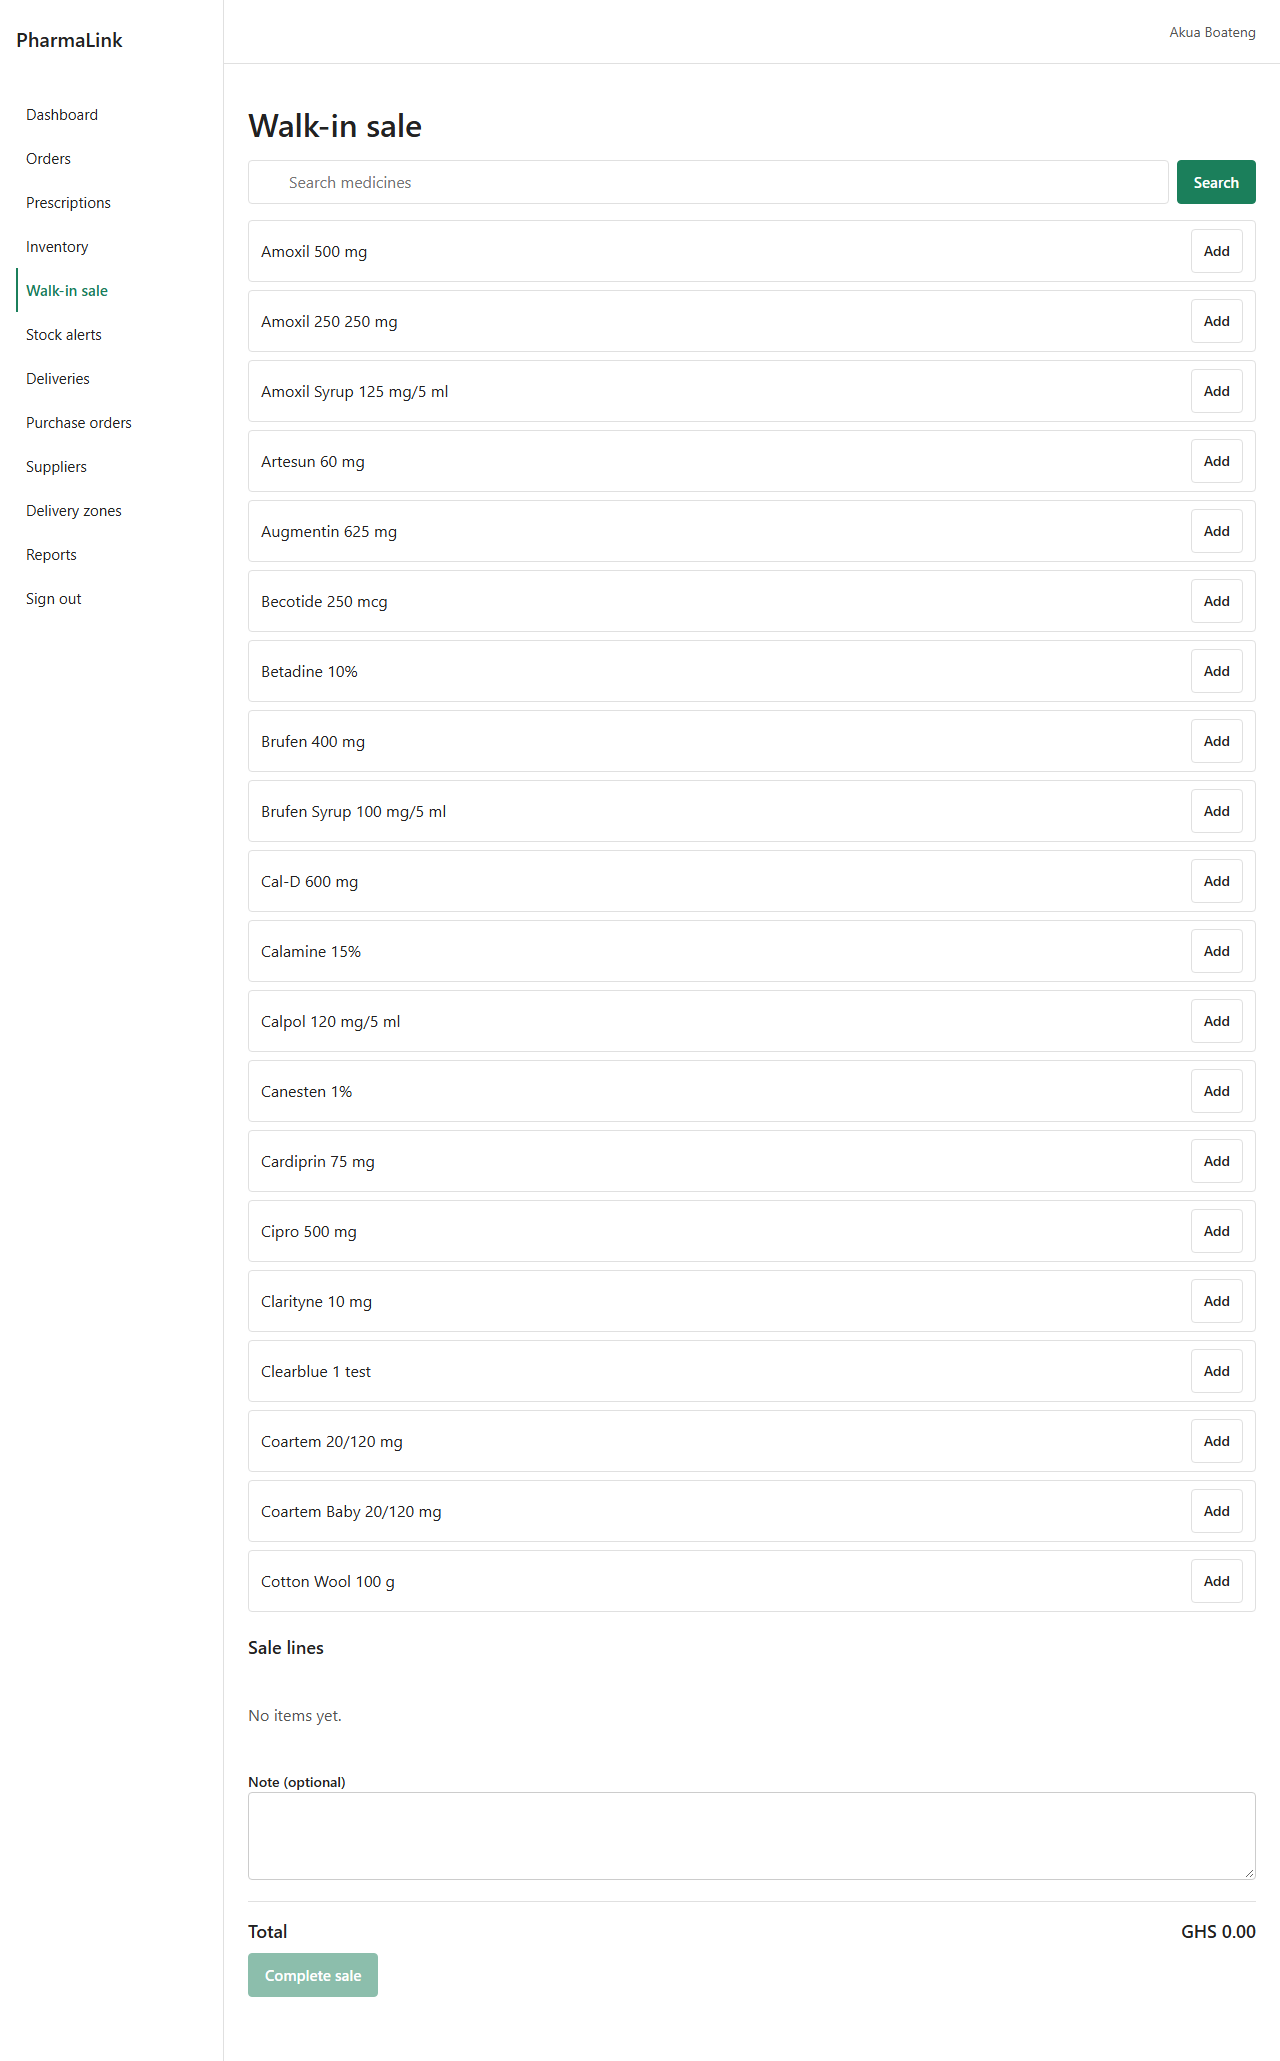 PharmaLink
Akua Boateng
Dashboard
Orders
Prescriptions
Inventory
Walk-in sale
Stock alerts
Deliveries
Purchase orders
Suppliers
Delivery zones
Reports
Sign out
Walk-in sale
Search medicines
Search
Amoxil 500 mg
Add
Amoxil 250 250 mg
Add
Amoxil Syrup 125 mg/5 ml
Add
Artesun 60 mg
Add
Augmentin 625 mg
Add
Becotide 250 mcg
Add
Betadine 10%
Add
Brufen 400 mg
Add
Brufen Syrup 100 mg/5 ml
Add
Cal-D 600 mg
Add
Calamine 15%
Add
Calpol 120 mg/5 ml
Add
Canesten 1%
Add
Cardiprin 75 mg
Add
Cipro 500 mg
Add
Clarityne 10 mg
Add
Clearblue 1 test
Add
Coartem 20/120 mg
Add
Coartem Baby 20/120 mg
Add
Cotton Wool 100 g
Add
Sale lines
No items yet.
Note (optional)
Total
GHS 0.00
Complete sale